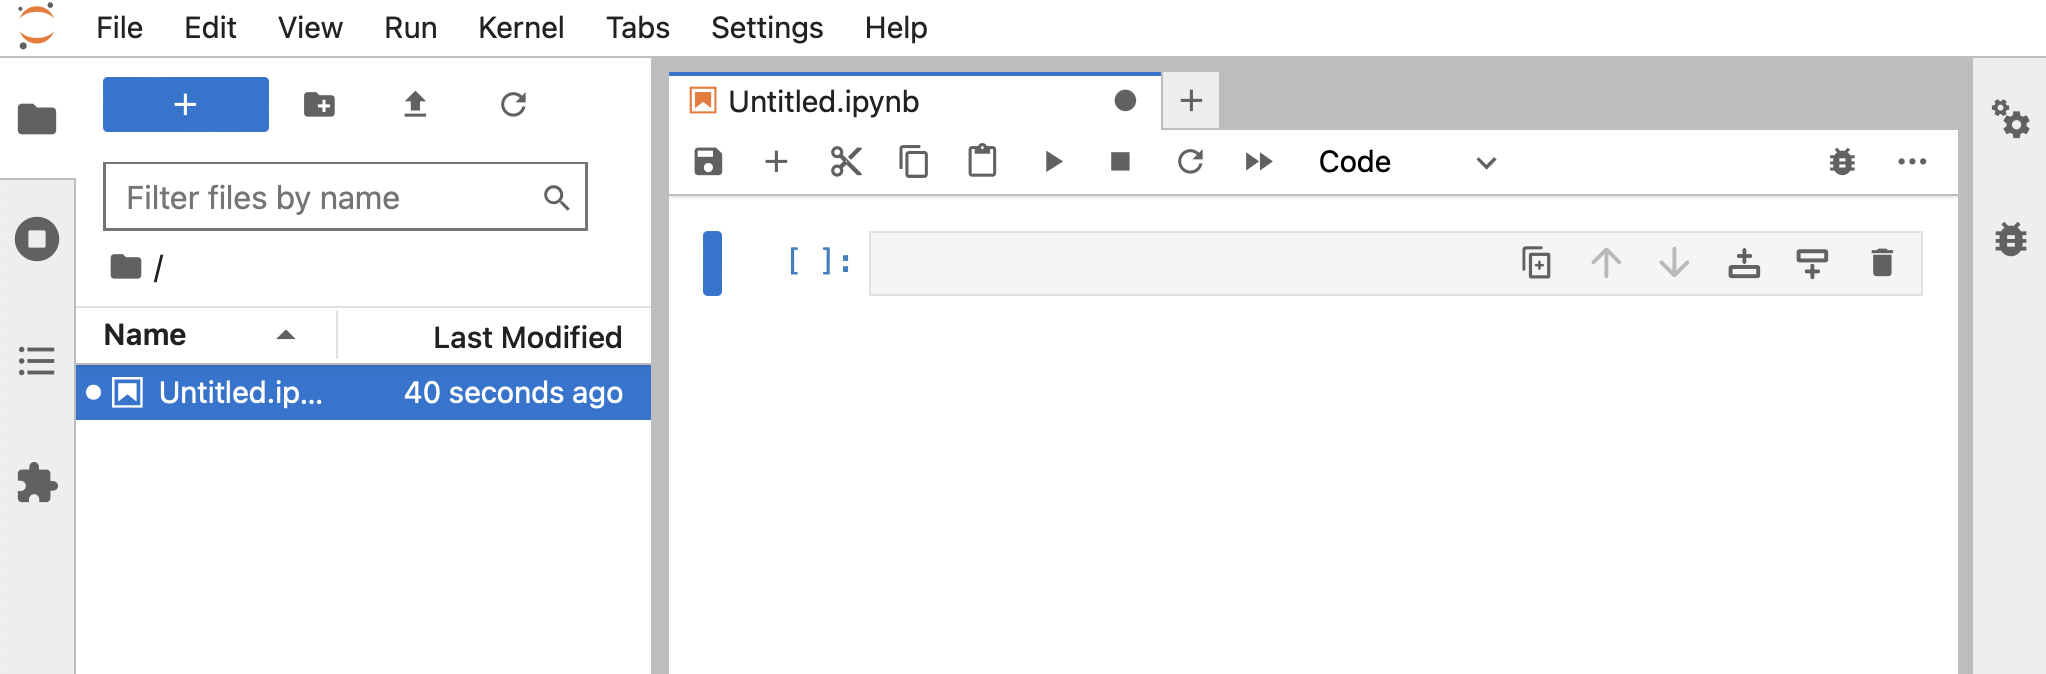 File Edit View Run Kernel Tabs Settings Help
Untitled.ipynb
Code
Filter files by name
/
Name Last Modified
Untitled.ip... 40 seconds ago
[ ]: